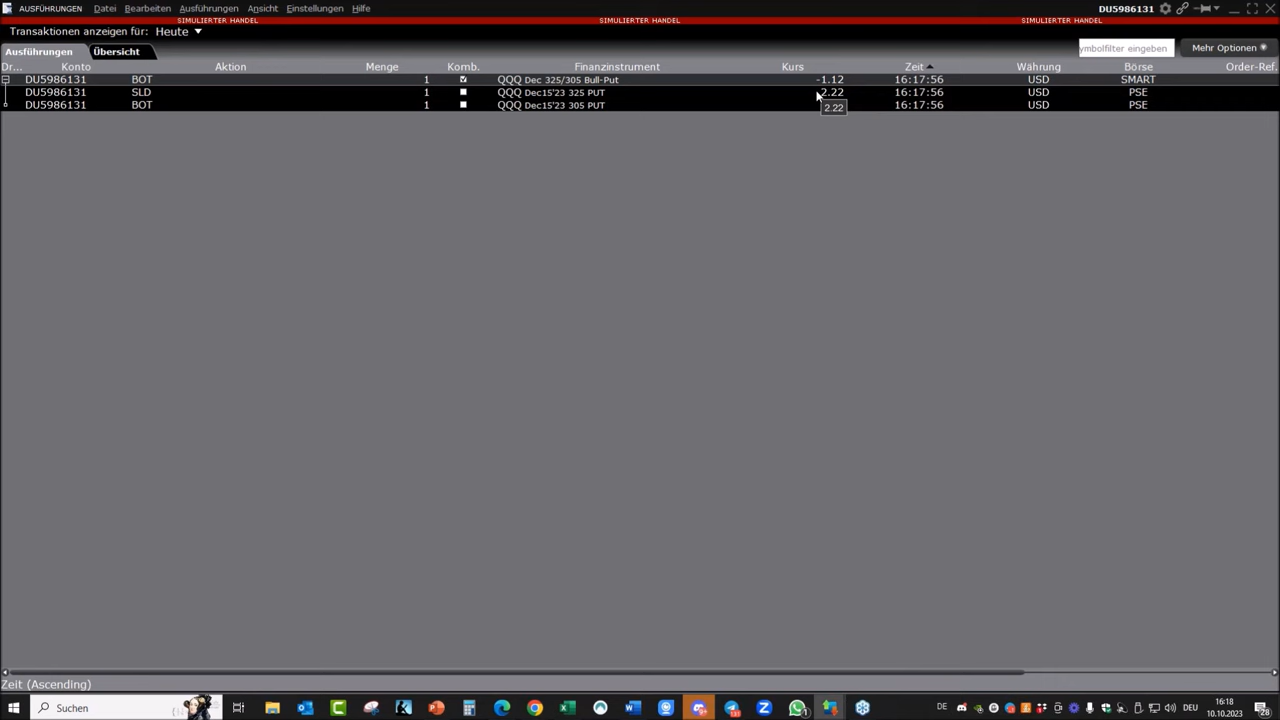 AUSFÜHRUNGEN Datei Bearbeiten Ausführungen Ansicht Einstellungen Hilfe DU5986131
SIMULIERTER HANDEL SIMULIERTER HANDEL SIMULIERTER HANDEL
Transaktionen anzeigen für: Heute
Ausführungen Übersicht ymbolfilter eingeben Mehr Optionen
Dr... Konto Aktion Menge Komb. Finanzinstrument Kurs Zeit Währung Börse Order-Ref.
DU5986131 BOT 1 QQQ Dec 325/305 Bull-Put -1.12 16:17:56 USD SMART
DU5986131 SLD 1 QQQ Dec15'23 325 PUT 2.22 16:17:56 USD PSE
DU5986131 BOT 1 QQQ Dec15'23 305 PUT 16:17:56 USD PSE
2.22
Zeit (Ascending)
Suchen DE DEU 16:18
10.10.2023 28